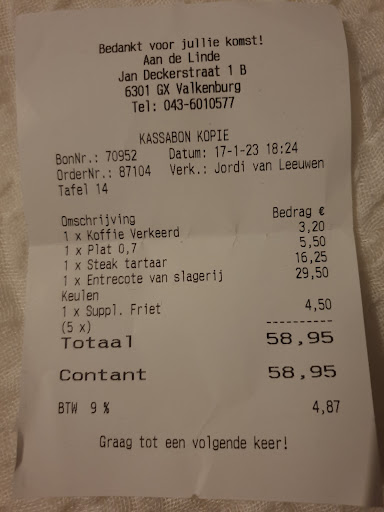 Bedankt voor jullie komst!
Aan de Linde
Jan Deckerstraat 1 B
6301 GX Valkenburg
Tel: 043-6010577
KASSABON KOPIE
BonNr.: 70952 Datum: 17-1-23 18:24
OrderNr.: 87104 Verk.: Jordi van Leeuwen
Tafel 14
Omschrijving Bedrag €
1 x Koffie Verkeerd 3,20
1 x Plat 0,7 5,50
1 x Steak tartaar 16,25
1 x Entrecote van slagerij 29,50
Keulen
1 x Suppl. Friet 4,50
(5 x) ----------
Totaal 58,95
Contant 58,95
BTW 9 % 4,87
Graag tot een volgende keer!